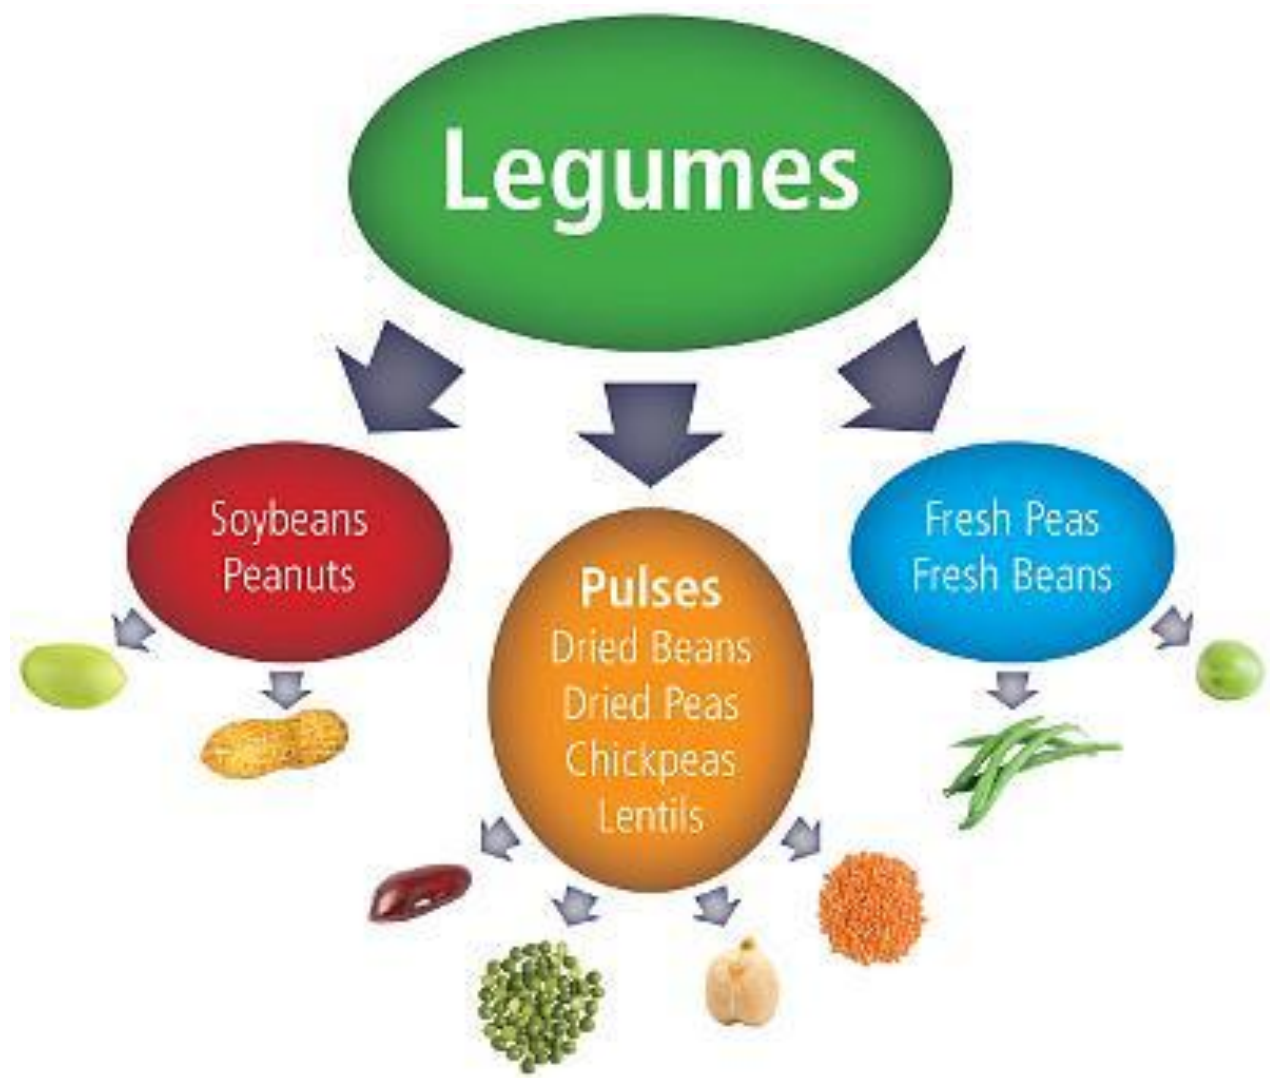 Legumes
Soybeans
Peanuts
Pulses
Dried Beans
Dried Peas
Chickpeas
Lentils
Fresh Peas
Fresh Beans